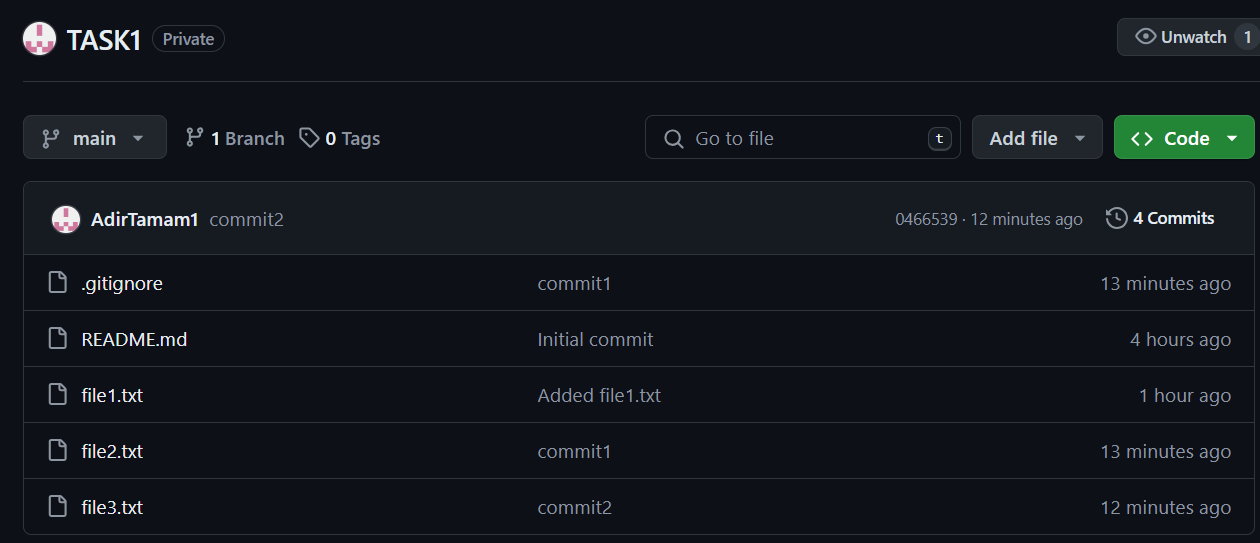 TASK1 Private Unwatch 1
main 1 Branch 0 Tags Go to file t Add file Code
AdirTamam1 commit2 0466539 · 12 minutes ago 4 Commits
.gitignore commit1 13 minutes ago
README.md Initial commit 4 hours ago
file1.txt Added file1.txt 1 hour ago
file2.txt commit1 13 minutes ago
file3.txt commit2 12 minutes ago